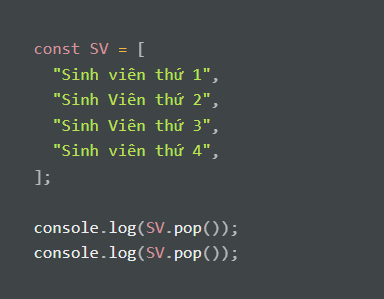 const SV = [
  "Sinh viên thứ 1",
  "Sinh Viên thứ 2",
  "Sinh Viên thứ 3",
  "Sinh viên thứ 4",
];

console.log(SV.pop());
console.log(SV.pop());